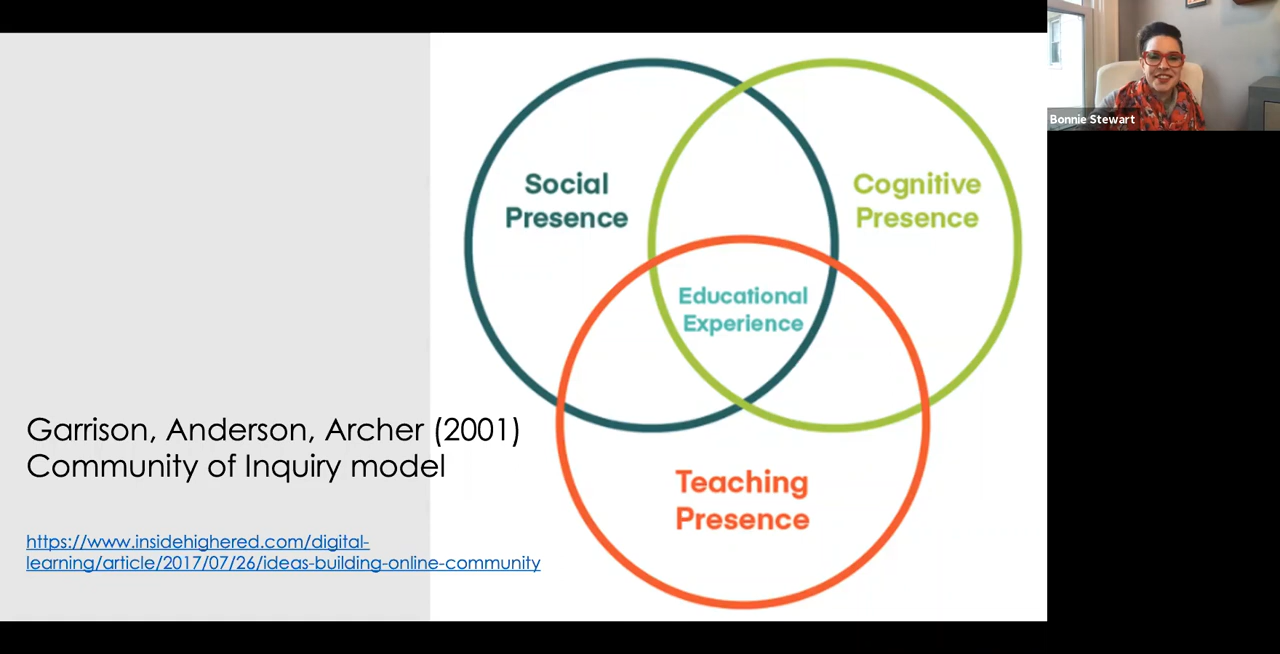 Bonnie Stewart
Social
Presence
Cognitive
Presence
Educational
Experience
Garrison, Anderson, Archer (2001)
Community of Inquiry model
Teaching
Presence
https://www.insidehighered.com/digital-
learning/article/2017/07/26/ideas-building-online-community